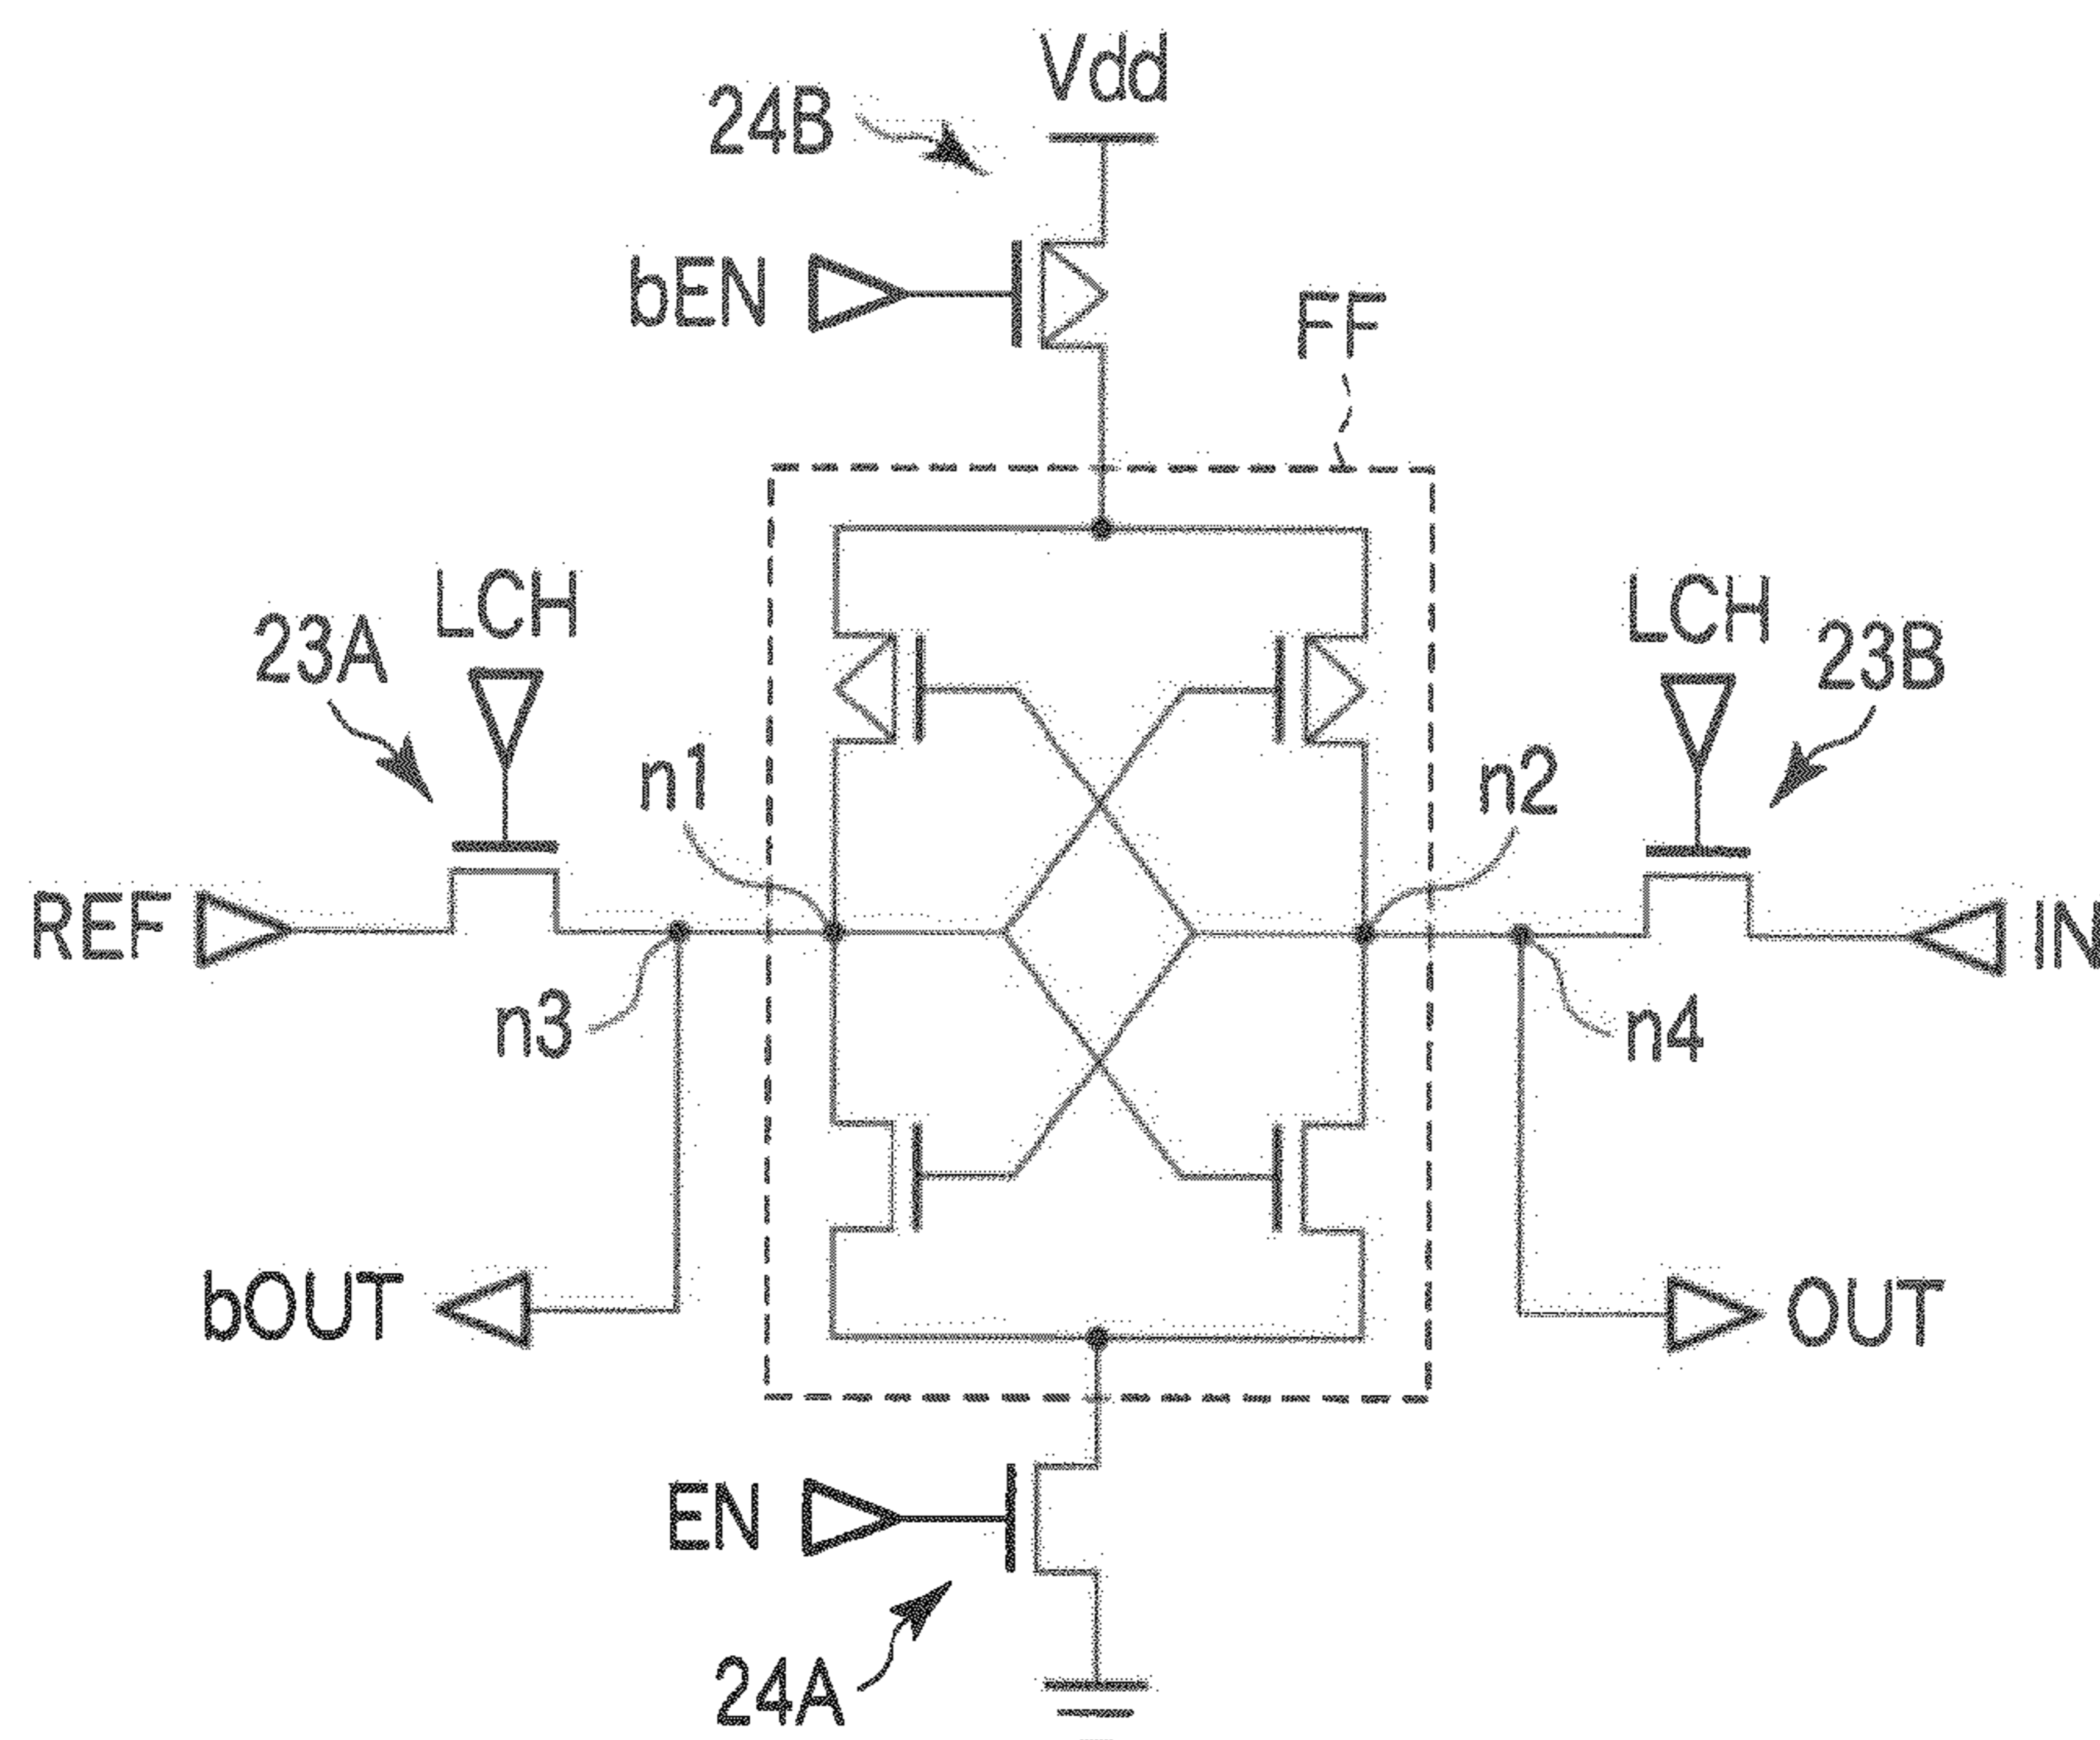 Vdd
24B
bEN
FF
LCH
LCH
23A
23B
n1
n2
REF
IN
n3
n4
bOUT
OUT
EN
24A